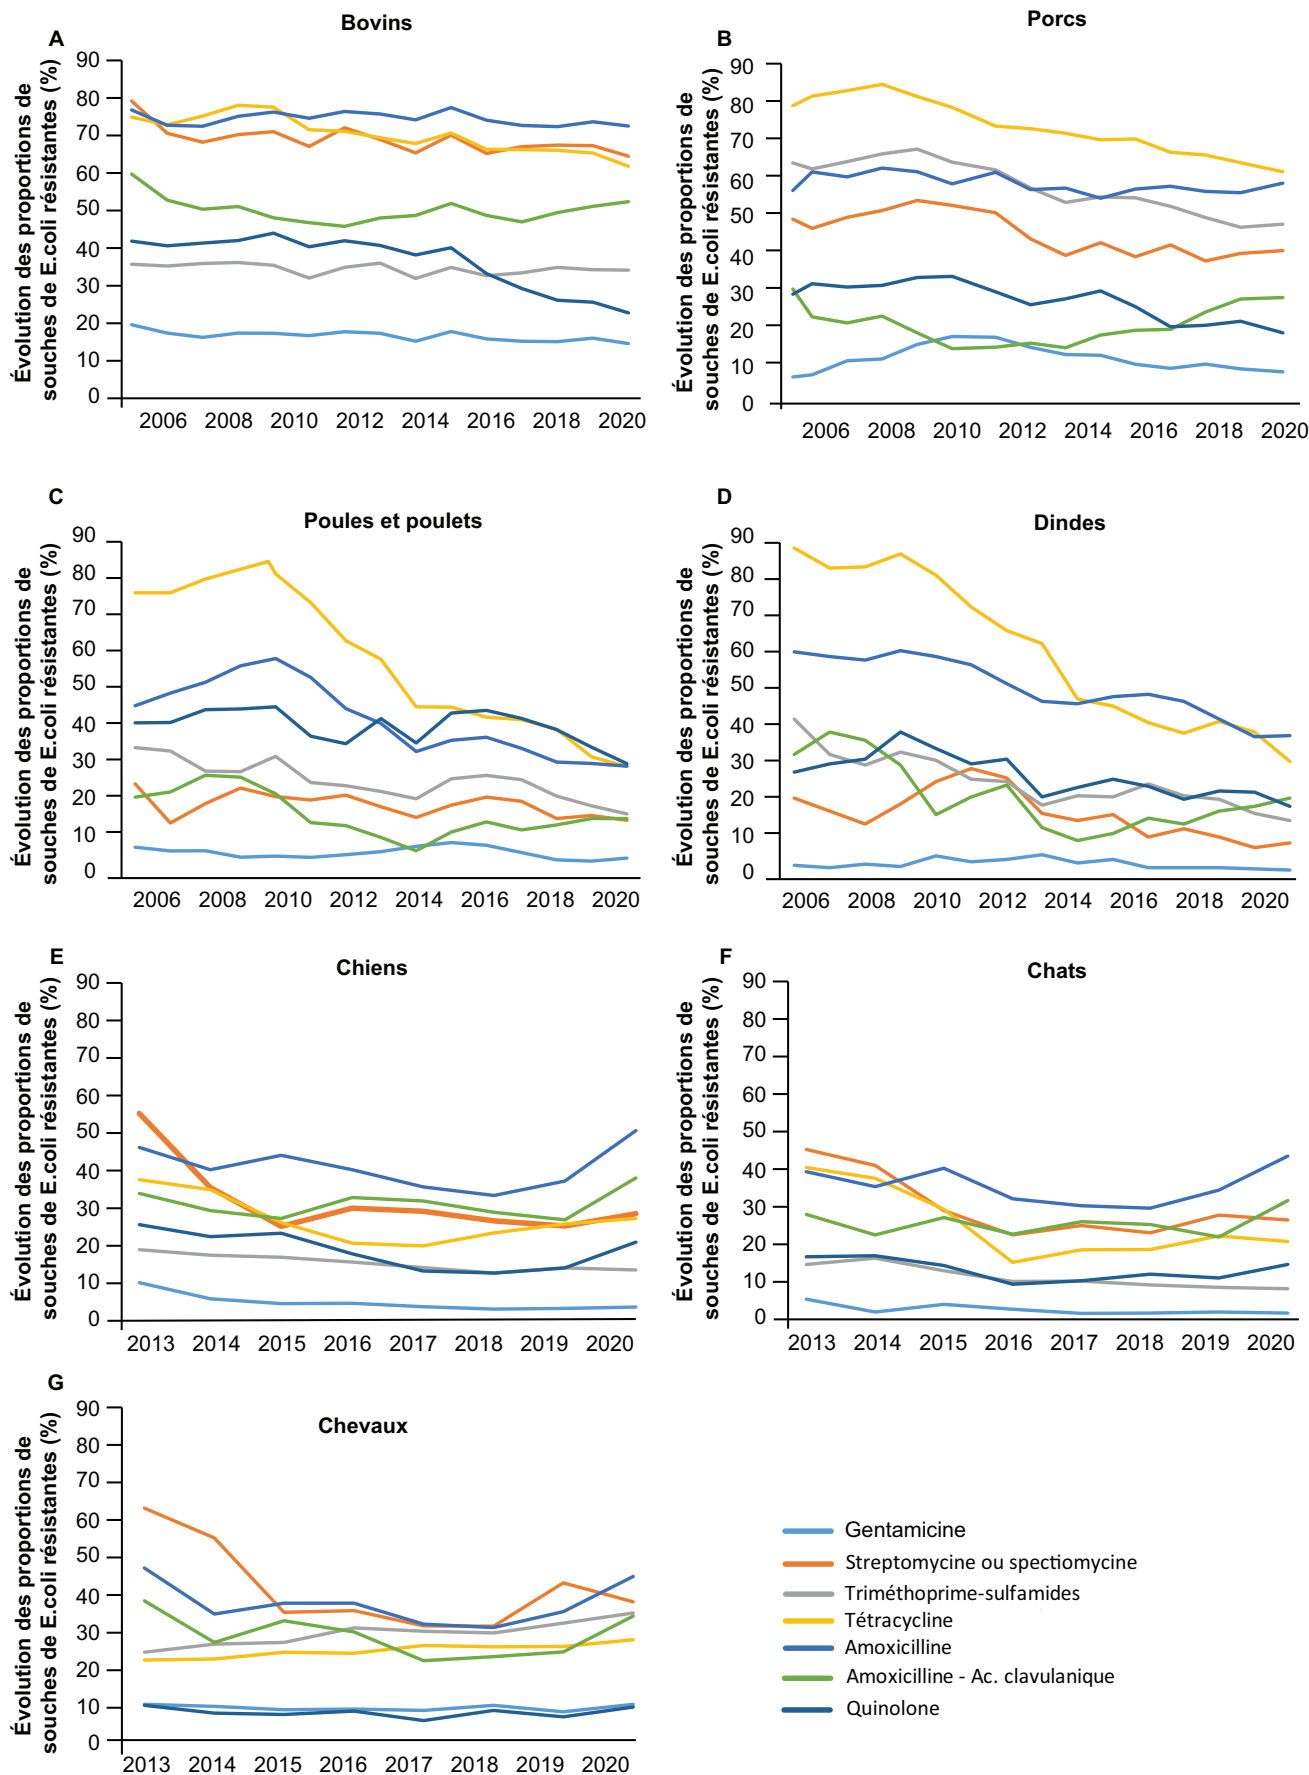 Bovins
A
Évolution des proportions de
souches de E.coli résistantes (%)
90
80
70
60
50
40
30
20
10
0
2006 2008 2010 2012 2014 2016 2018 2020
Porcs
B
Évolution des proportions de
souches de E.coli résistantes (%)
90
80
70
60
50
40
30
20
10
0
2006 2008 2010 2012 2014 2016 2018 2020
C
Poules et poulets
Évolution des proportions de
souches de E.coli résistantes (%)
90
80
70
60
50
40
30
20
10
0
2006 2008 2010 2012 2014 2016 2018 2020
D
Dindes
Évolution des proportions de
souches de E.coli résistantes (%)
90
80
70
60
50
40
30
20
10
0
2006 2008 2010 2012 2014 2016 2018 2020
E
Chiens
Évolution des proportions de
souches de E.coli résistantes (%)
90
80
70
60
50
40
30
20
10
0
2013 2014 2015 2016 2017 2018 2019 2020
F
Chats
Évolution des proportions de
souches de E.coli résistantes (%)
90
80
70
60
50
40
30
20
10
0
2013 2014 2015 2016 2017 2018 2019 2020
G
Chevaux
Évolution des proportions de
souches de E.coli résistantes (%)
90
80
70
60
50
40
30
20
10
0
2013 2014 2015 2016 2017 2018 2019 2020
Gentamicine
Streptomycine ou spectiomycine
Triméthoprime-sulfamides
Tétracycline
Amoxicilline
Amoxicilline - Ac. clavulanique
Quinolone